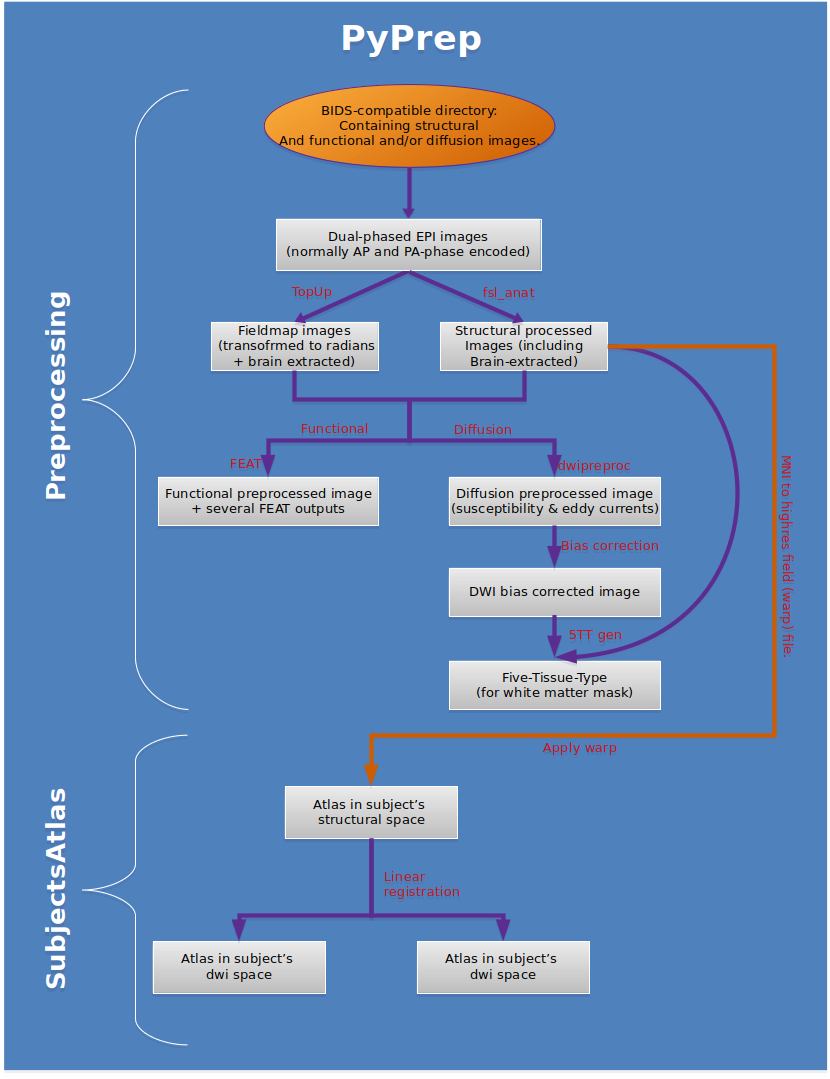 PyPrep
BIDS-compatible directory:
Containing structural
And functional and/or diffusion images.
Dual-phased EPI images
(normally AP and PA-phase encoded)
TopUp
fsl_anat
Fieldmap images
(transofrmed to radians
+ brain extracted)
Structural processed
Images (including
Brain-extracted)
Functional
Diffusion
FEAT
dwipreproc
Functional preprocessed image
+ several FEAT outputs
Diffusion preprocessed image
(susceptibility & eddy currents)
Bias correction
DWI bias corrected image
5TT gen
Five-Tissue-Type
(for white matter mask)
MNI to highres field (warp) file.
Preprocessing
Apply warp
Atlas in subject’s
structural space
Linear
registration
Atlas in subject’s
dwi space
Atlas in subject’s
dwi space
SubjectsAtlas